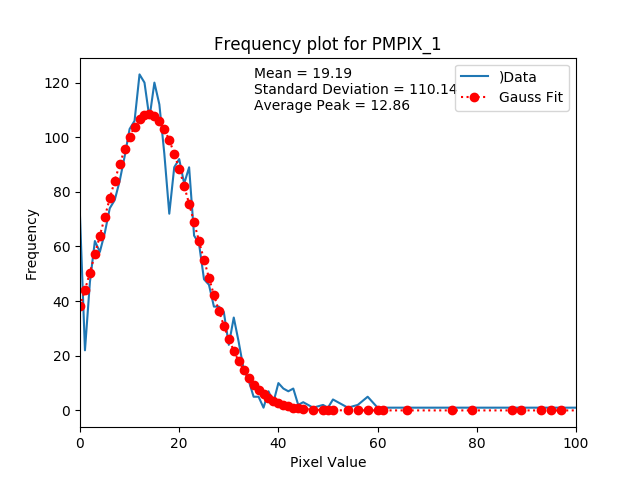 Frequency plot for PMPIX_1
Mean = 19.19
Standard Deviation = 110.14
Average Peak = 12.86
)Data
Gauss Fit
Frequency
120
100
80
60
40
20
0
0 20 40 60 80 100
Pixel Value